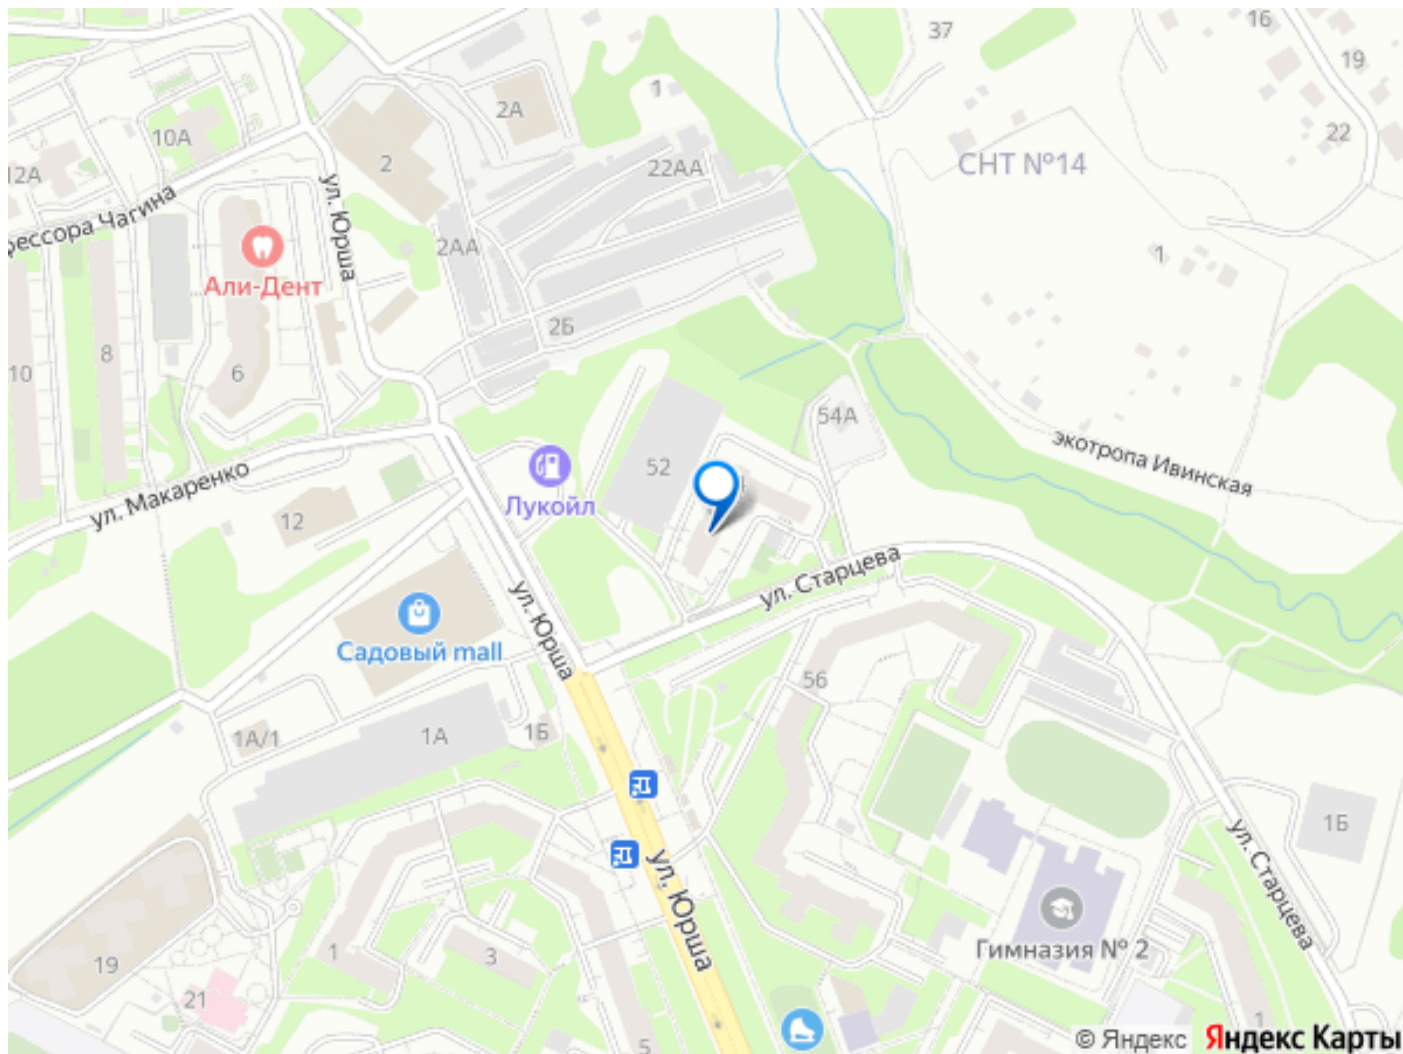 37
16
19
1
2А
22
10А
2
22АА
СНТ №14
12А
ул. Юрша
рессора Чагина
2АА
1
Али-Дент
2Б
8
10
6
54А
экотропа Ивинская
52
ул. Макаренко
Лукойл
12
ул. Старцева
ул. Юрша
Садовый mall
56
1А/1
1А
1Б
1Б
ул. Старцева
ул. Юрша
1
3
Гимназия № 2
19
21
1
5
© Яндекс Яндекс Карты